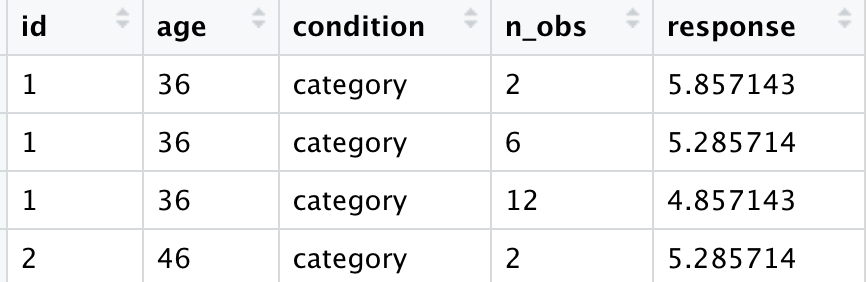 id age condition n_obs response
1 36 category 2 5.857143
1 36 category 6 5.285714
1 36 category 12 4.857143
2 46 category 2 5.285714